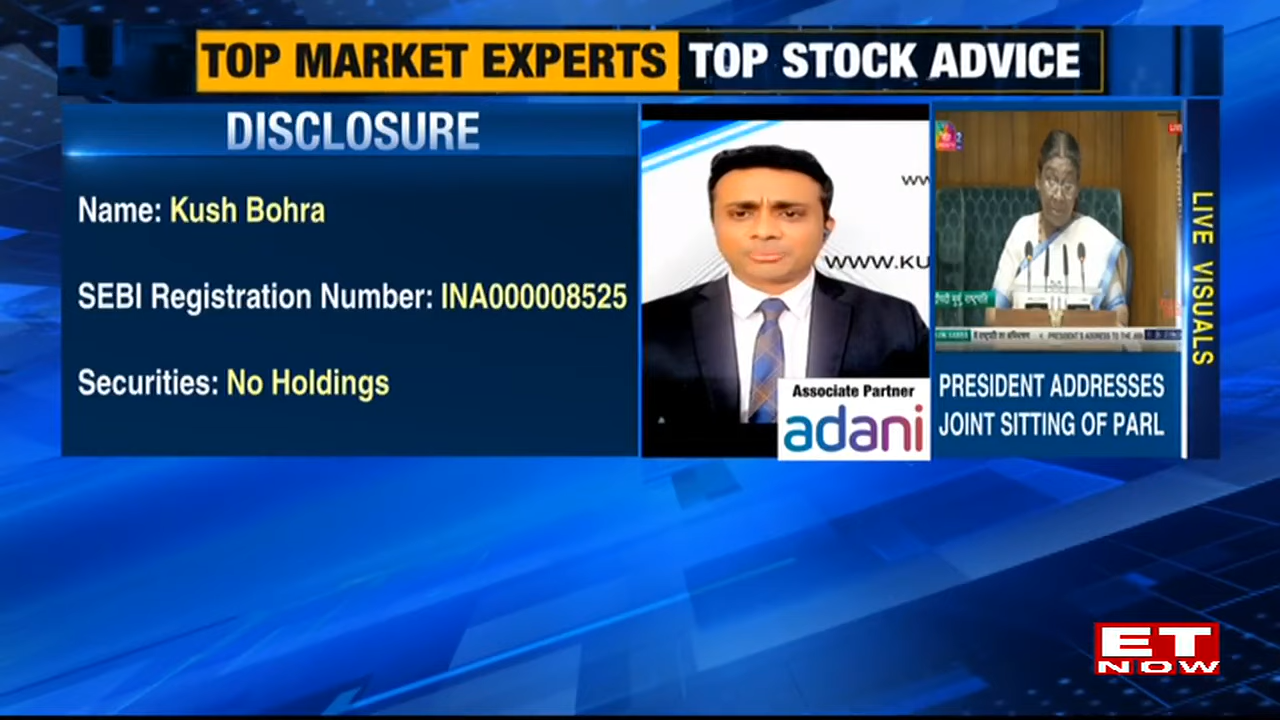 TOP MARKET EXPERTS TOP STOCK ADVICE
DISCLOSURE
Name: Kush Bohra
SEBI Registration Number: INA000008525
Securities: No Holdings
WWW.KU
Associate Partner
adani
PRESIDENT ADDRESSES
JOINT SITTING OF PARL
LIVE VISUALS
ET
NOW